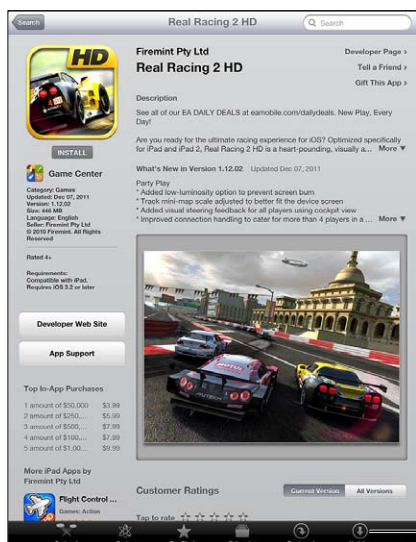 Search
Real Racing 2 HD
Search
HD
INSTALL
Game Center
Category: Games
Updated: Dec 07, 2011
Version: 1.12.02
Size: 446 MB
Language: English
Seller: Firemint Pty Ltd
© 2010 Firemint. All Rights
Reserved
Rated 4+
Requirements:
Compatible with iPad.
Requires iOS 3.2 or later
Developer Web Site
App Support
Top In-App Purchases
1 amount of $50,000 $3.99
2 amount of $250,... $5.99
3 amount of $500,... $7.99
4 amount of $100,... $7.99
5 amount of $1,00... $9.99
More iPad Apps by
Firemint Pty Ltd
Flight Control ...
Games: Action
Firemint Pty Ltd
Real Racing 2 HD
Developer Page >
Tell a Friend >
Gift This App >
Description
See all of our EA DAILY DEALS at eamobile.com/dailydeals. New Play, Every
Day!
Are you ready for the ultimate racing experience for iOS? Optimized specifically
for iPad and iPad 2, Real Racing 2 HD is a heart-pounding, visually a... More ▼
What's New in Version 1.12.02 Updated Dec 07, 2011
Party Play
* Added low-luminosity option to prevent screen burn
* Track mini-map scale adjusted to better fit the device screen
* Added visual steering feedback for all players using cockpit view
* Improved connection handling to cater for more than 4 players in a ... More ▼
Customer Ratings
Current Version
All Versions
Tap to rate